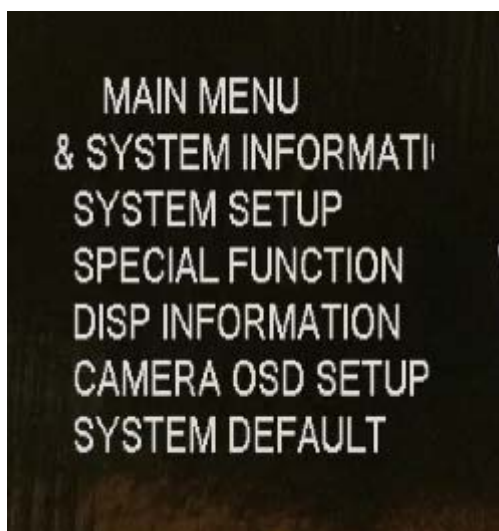 MAIN MENU
& SYSTEM INFORMATI
SYSTEM SETUP
SPECIAL FUNCTION
DISP INFORMATION
CAMERA OSD SETUP
SYSTEM DEFAULT